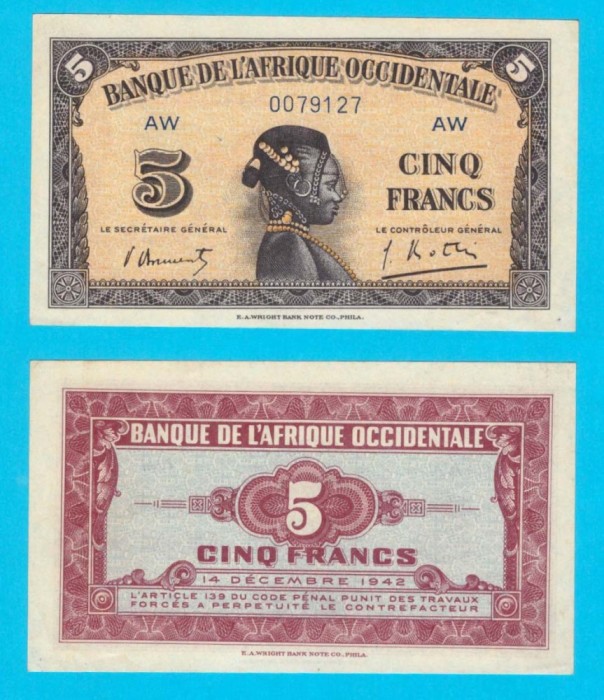 5 5
BANQUE DE L'AFRIQUE OCCIDENTALE
0079127
AW AW
5 CINQ
FRANCS
LE SECRÉTAIRE GÉNÉRAL LE CONTRÔLEUR GÉNÉRAL
E.A.WRIGHT BANK NOTE CO., PHILA.
BANQUE DE L'AFRIQUE OCCIDENTALE
5
CINQ FRANCS
14 DÉCEMBRE 1942
L'ARTICLE 139 DU CODE PÉNAL PUNIT DES TRAVAUX
FORCÉS A PERPETUITÉ LE CONTREFACTEUR
E.A.WRIGHT BANK NOTE CO., PHILA.